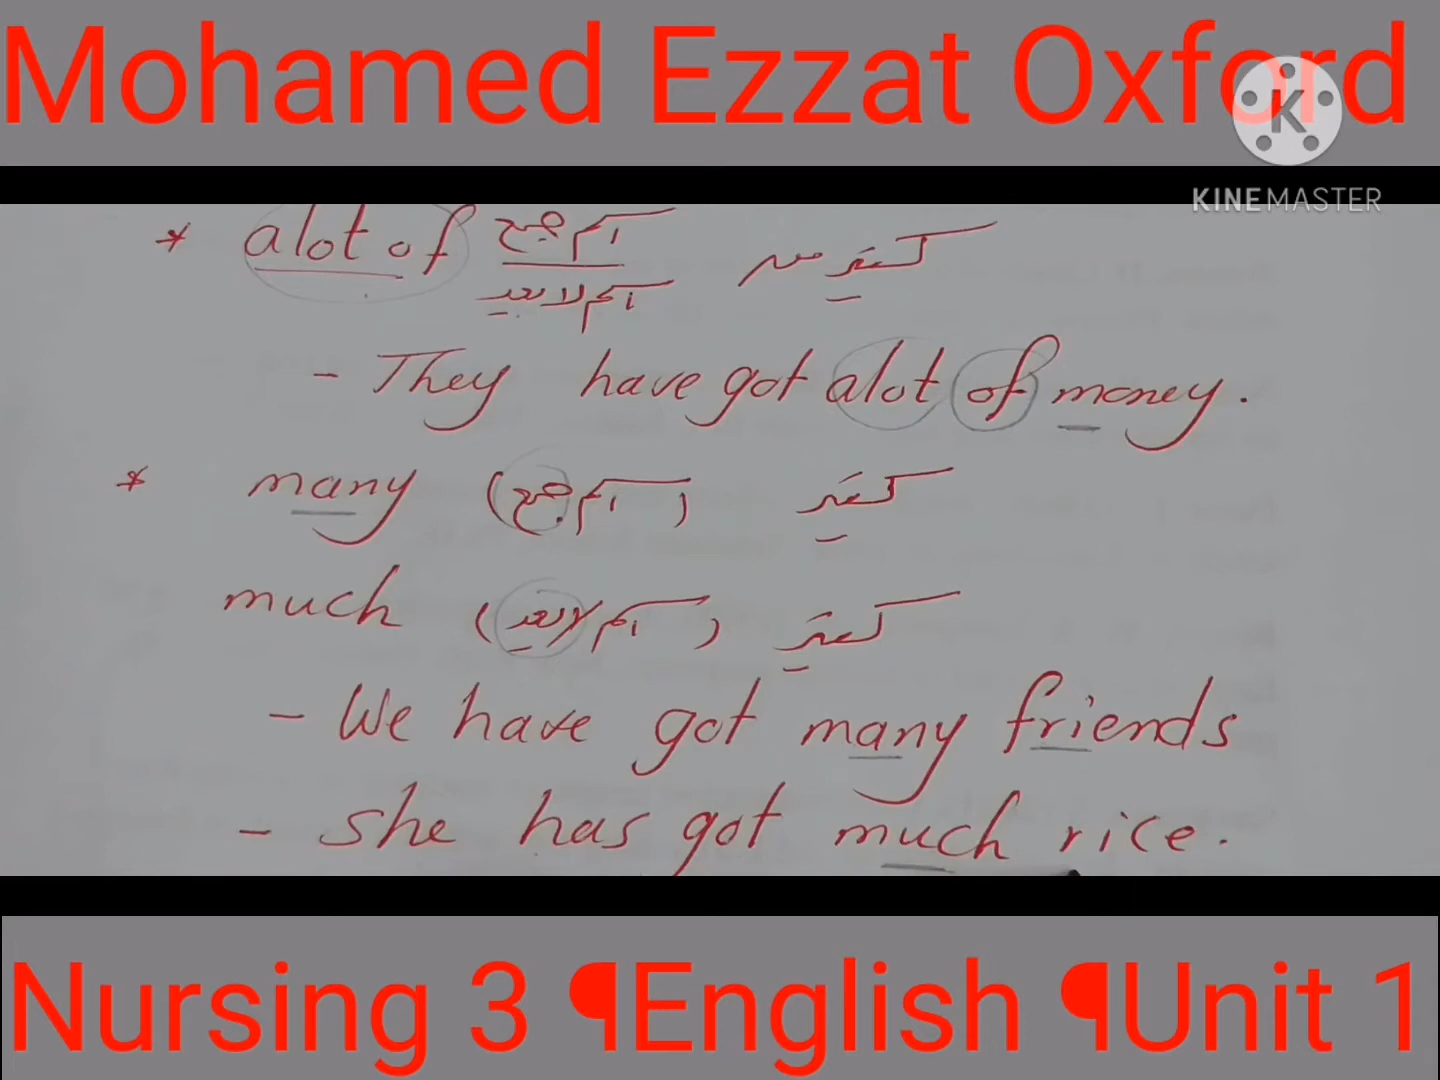 Mohamed Ezzat Oxford
K
KINEMASTER
* alot of اسم جمع كثير من
اسم لا يعد
- They have got alot of money.
* many (اسم جمع) كثير
much (اسم لا يعد) كثير
- We have got many friends
- she has got much rice.
Nursing 3 ¶English ¶Unit 1